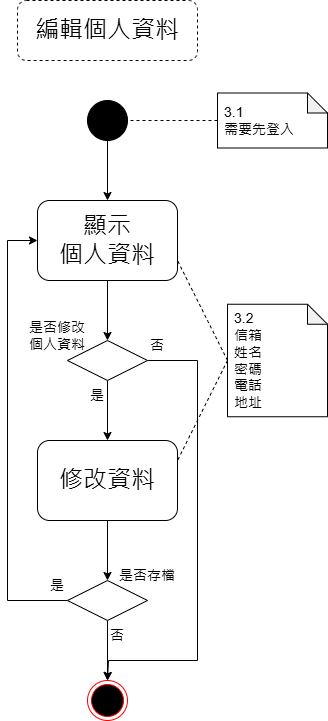 編輯個人資料
3.1
需要先登入
顯示
個人資料
是否修改
個人資料
否
3.2
信箱
姓名
密碼
電話
地址
是
修改資料
是否存檔
是
否